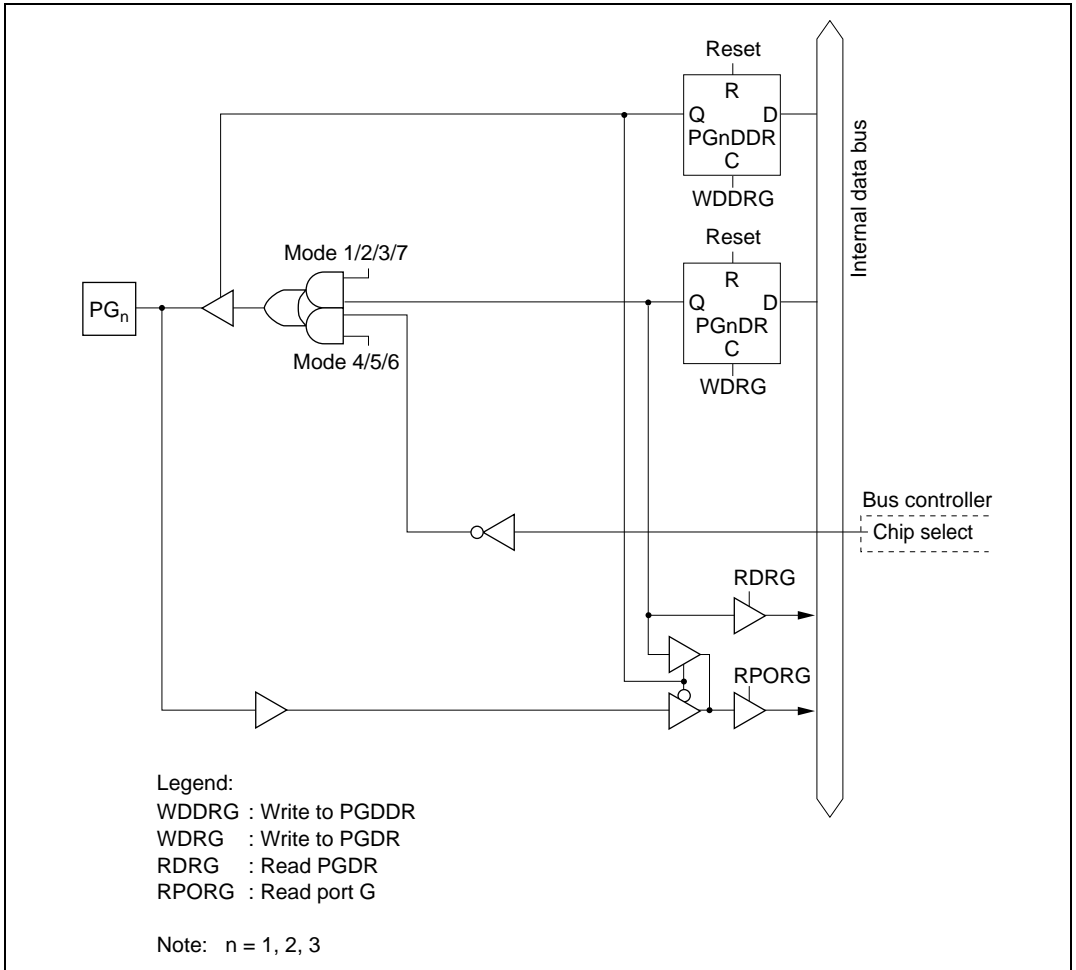 Reset
R
Q D
PGnDDR
C
WDDRG
Internal data bus
Reset
Mode 1/2/3/7
R
Q D
PGn
PGnDR
C
Mode 4/5/6
WDRG
Bus controller
Chip select
RDRG
RPORG
Legend:
WDDRG : Write to PGDDR
WDRG : Write to PGDR
RDRG : Read PGDR
RPORG : Read port G
Note: n = 1, 2, 3